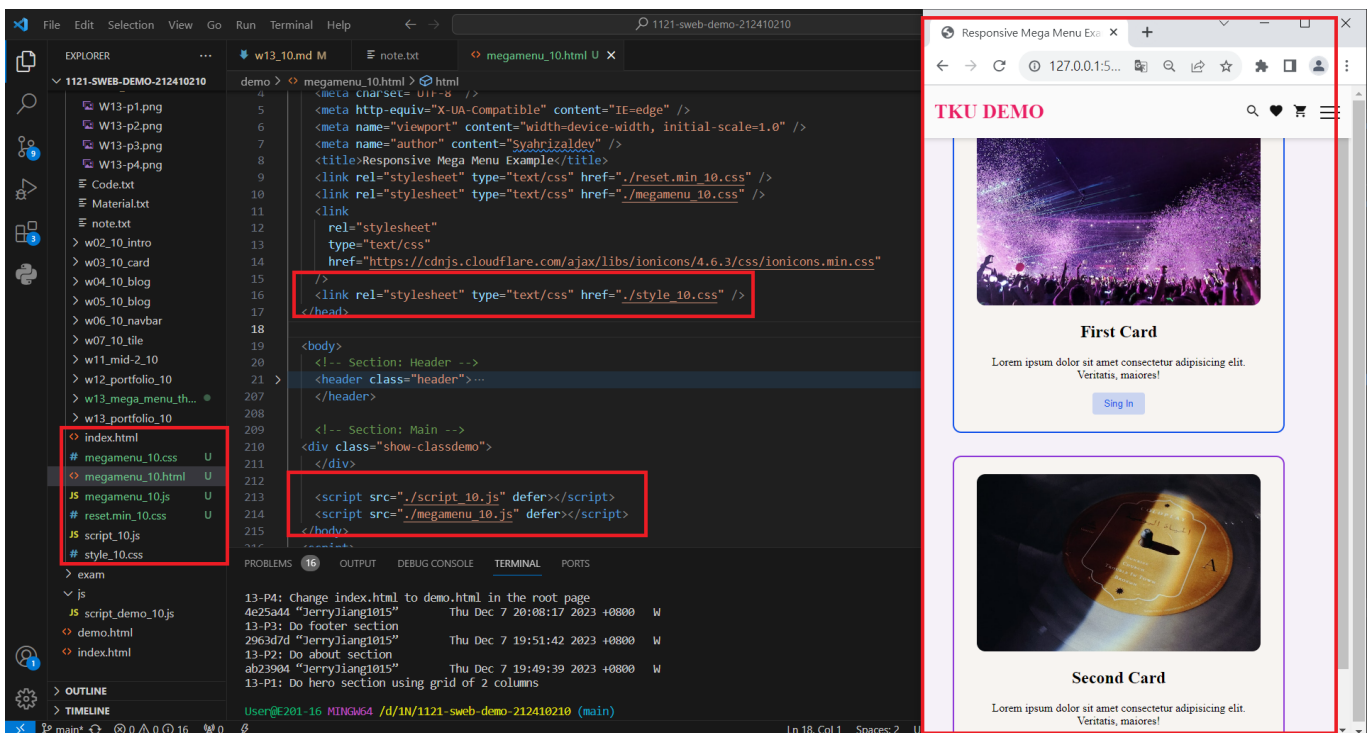 File Edit Selection View Go Run Terminal Help
1121-sweb-demo-212410210
EXPLORER
1121-SWEB-DEMO-212410210
W13-p1.png
W13-p2.png
W13-p3.png
W13-p4.png
Code.txt
Material.txt
note.txt
w02_10_intro
w03_10_card
w04_10_blog
w05_10_blog
w06_10_navbar
w07_10_tile
w11_mid-2_10
w12_portfolio_10
w13_mega_menu_th...
w13_portfolio_10
index.html
# megamenu_10.css U
megamenu_10.html U
JS megamenu_10.js U
# reset.min_10.css U
JS script_10.js
# style_10.css
exam
js
JS script_demo_10.js
demo.html
index.html
OUTLINE
TIMELINE
w13_10.md M note.txt megamenu_10.html U
demo > megamenu_10.html > html
4 <meta charset="UTF-8" />
5 <meta http-equiv="X-UA-Compatible" content="IE=edge" />
6 <meta name="viewport" content="width=device-width, initial-scale=1.0" />
7 <meta name="author" content="Syahrizaldev" />
8 <title>Responsive Mega Menu Example</title>
9 <link rel="stylesheet" type="text/css" href="./reset.min_10.css" />
10 <link rel="stylesheet" type="text/css" href="./megamenu_10.css" />
11 <link
12 rel="stylesheet"
13 type="text/css"
14 href="https://cdnjs.cloudflare.com/ajax/libs/ionicons/4.6.3/css/ionicons.min.css"
15 />
16 <link rel="stylesheet" type="text/css" href="./style_10.css" />
17 </head>
18
19 <body>
20 <!-- Section: Header -->
21 <header class="header">…
207 </header>
208
209 <!-- Section: Main -->
210 <div class="show-classdemo">
211 </div>
212
213 <script src="./script_10.js" defer></script>
214 <script src="./megamenu_10.js" defer></script>
215 </body>
216 <script>
PROBLEMS 16 OUTPUT DEBUG CONSOLE TERMINAL PORTS
13-P4: Change index.html to demo.html in the root page
4e25a44 “JerryJiang1015” Thu Dec 7 20:08:17 2023 +0800 W
13-P3: Do footer section
2963d7d “JerryJiang1015” Thu Dec 7 19:51:42 2023 +0800 W
13-P2: Do about section
ab23904 “JerryJiang1015” Thu Dec 7 19:49:39 2023 +0800 W
13-P1: Do hero section using grid of 2 columns
User@E201-16 MINGW64 /d/1N/1121-sweb-demo-212410210 (main)
main* 0 0 0 16 0 Ln 18, Col 1 Spaces: 2 U
Responsive Mega Menu Exa
127.0.0.1:5...
TKU DEMO
First Card
Lorem ipsum dolor sit amet consectetur adipisicing elit.
Veritatis, maiores!
Sing In
Second Card
Lorem ipsum dolor sit amet consectetur adipisicing elit.
Veritatis, maiores!